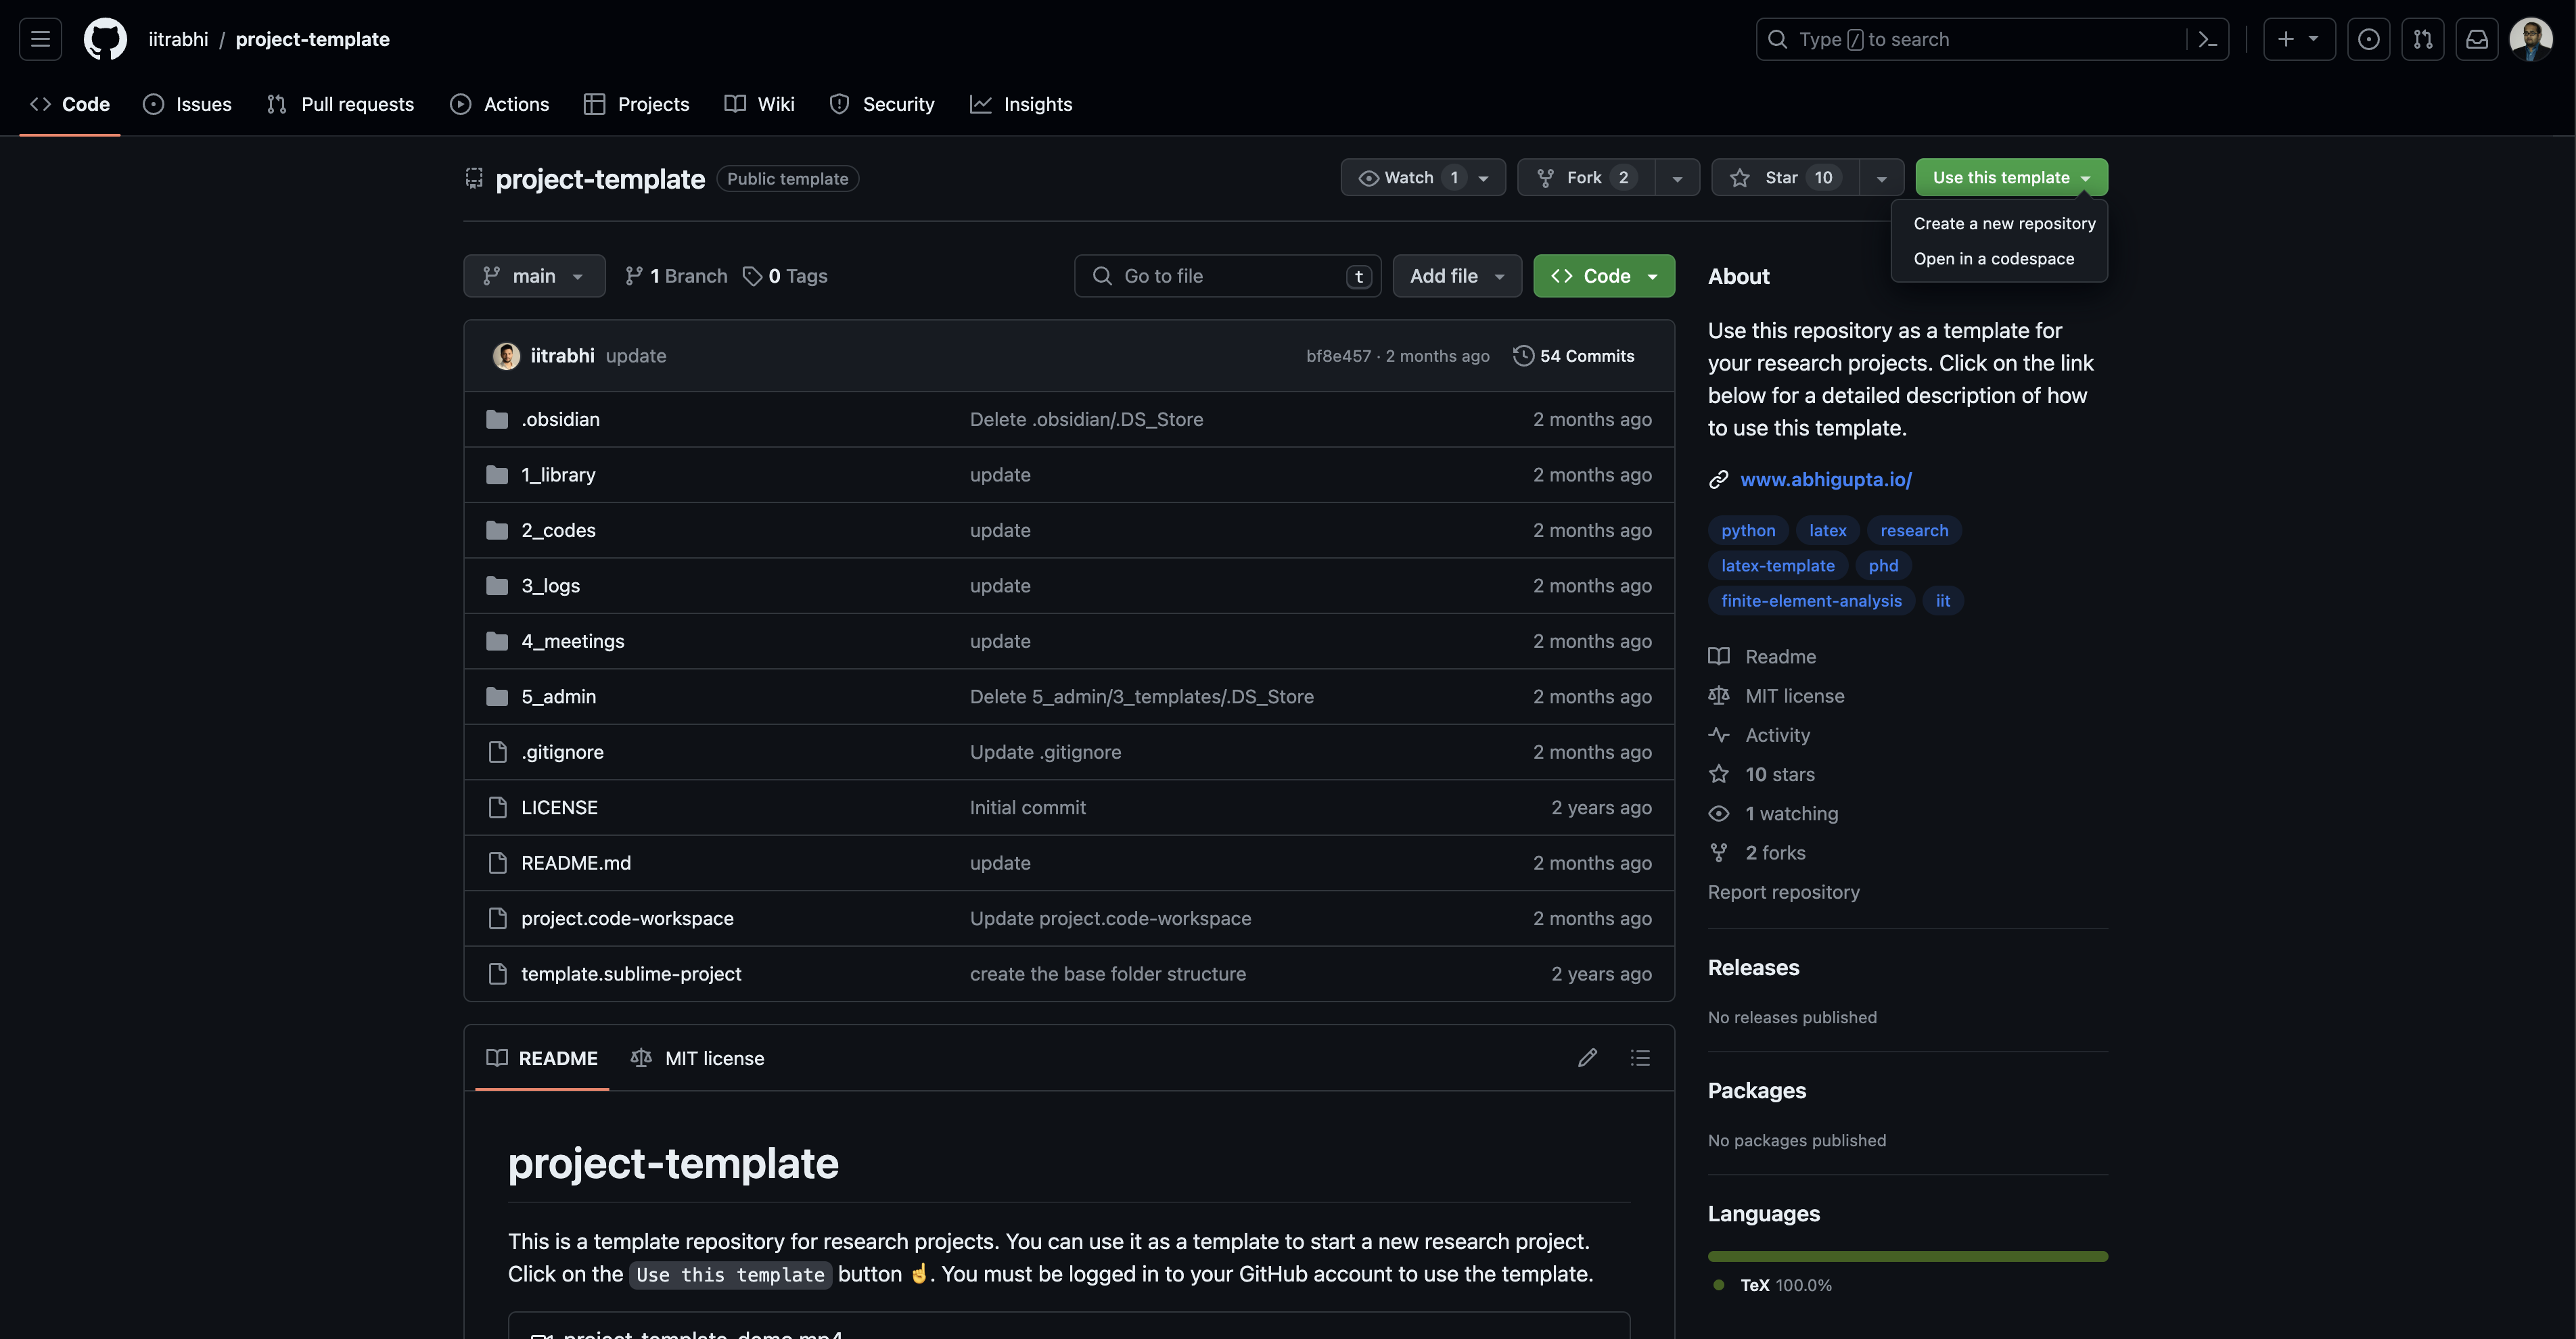 iitrabhi / project-template
Type / to search
Code Issues Pull requests Actions Projects Wiki Security Insights
project-template Public template
Watch 1 Fork 2 Star 10 Use this template
Create a new repository
Open in a codespace
main 1 Branch 0 Tags Go to file t Add file Code
iitrabhi update bf8e457 · 2 months ago 54 Commits
.obsidian Delete .obsidian/.DS_Store 2 months ago
1_library update 2 months ago
2_codes update 2 months ago
3_logs update 2 months ago
4_meetings update 2 months ago
5_admin Delete 5_admin/3_templates/.DS_Store 2 months ago
.gitignore Update .gitignore 2 months ago
LICENSE Initial commit 2 years ago
README.md update 2 months ago
project.code-workspace Update project.code-workspace 2 months ago
template.sublime-project create the base folder structure 2 years ago
README MIT license
project-template
This is a template repository for research projects. You can use it as a template to start a new research project.
Click on the Use this template button ☝️. You must be logged in to your GitHub account to use the template.
project-template-demo.mp4
About
Use this repository as a template for
your research projects. Click on the link
below for a detailed description of how
to use this template.
www.abhigupta.io/
python latex research
latex-template phd
finite-element-analysis iit
Readme
MIT license
Activity
10 stars
1 watching
2 forks
Report repository
Releases
No releases published
Packages
No packages published
Languages
TeX 100.0%